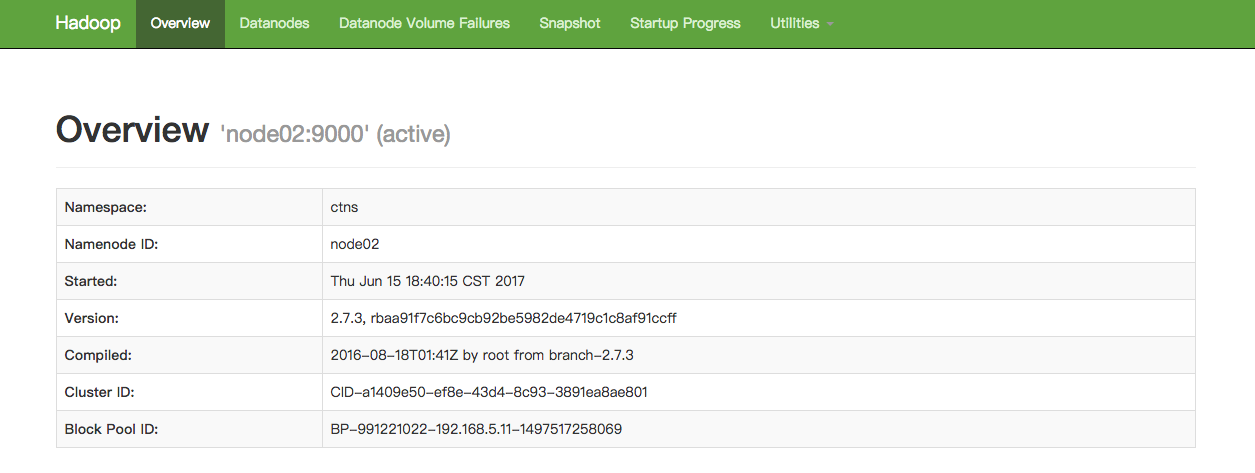 Hadoop Overview Datanodes Datanode Volume Failures Snapshot Startup Progress Utilities
Overview 'node02:9000' (active)
Namespace: ctns
Namenode ID: node02
Started: Thu Jun 15 18:40:15 CST 2017
Version: 2.7.3, rbaa91f7c6bc9cb92be5982de4719c1c8af91ccff
Compiled: 2016-08-18T01:41Z by root from branch-2.7.3
Cluster ID: CID-a1409e50-ef8e-43d4-8c93-3891ea8ae801
Block Pool ID: BP-991221022-192.168.5.11-1497517258069